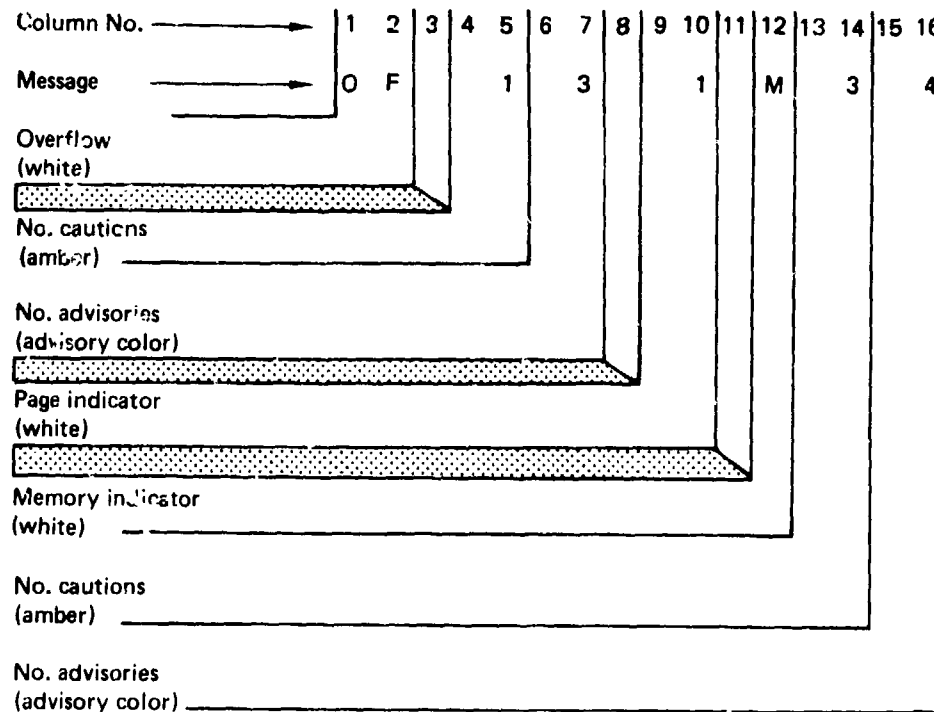 Column No. 1 2 3 4 5 6 7 8 9 10 11 12 13 14 15 16
Message O F 1 3 1 M 3 4
Overflow
(white)
No. cautions
(amber)
No. advisories
(advisory color)
Page indicator
(white)
Memory indicator
(white)
No. cautions
(amber)
No. advisories
(advisory color)